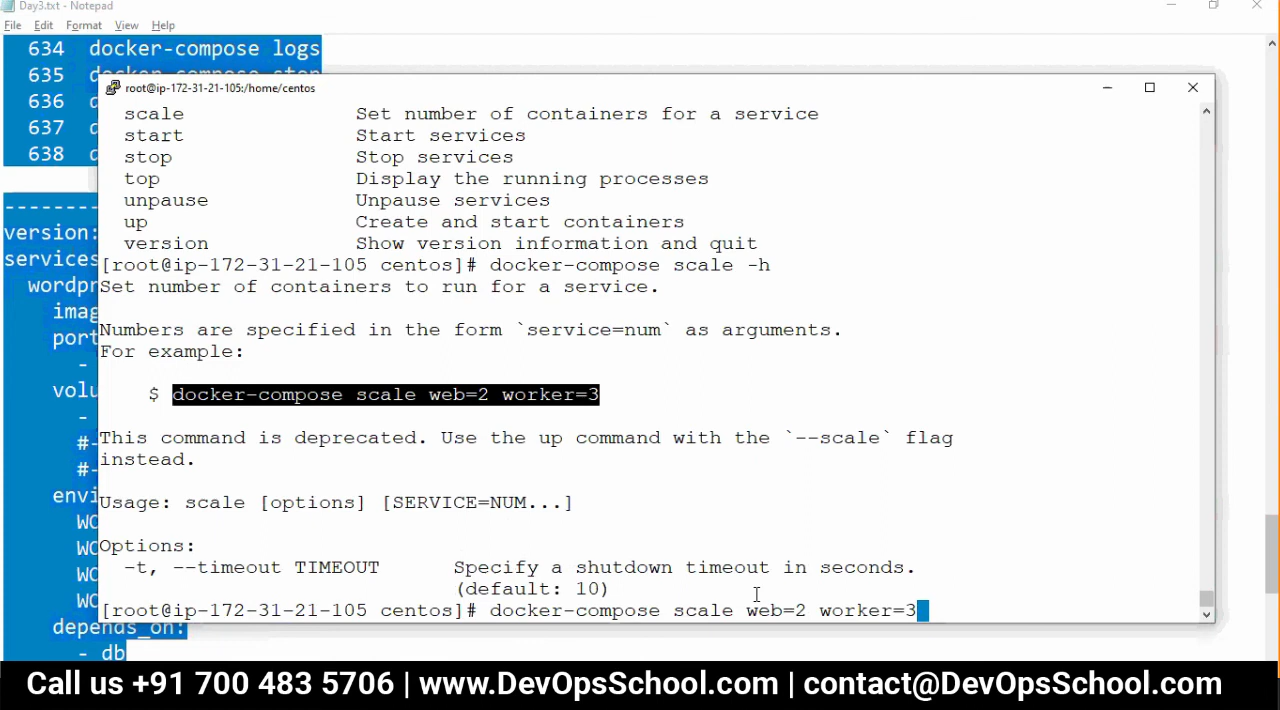 Day3.txt - Notepad
File Edit Format View Help
634 docker-compose logs
635 docker-compose stop
636 d
637 d
638 d
--------
version:
services
wordpr
imag
port
-
volu
-
#-
#-
envi
WO
WO
WO
WO
depends_on:
- db
root@ip-172-31-21-105:/home/centos
scale Set number of containers for a service
start Start services
stop Stop services
top Display the running processes
unpause Unpause services
up Create and start containers
version Show version information and quit
[root@ip-172-31-21-105 centos]# docker-compose scale -h
Set number of containers to run for a service.
Numbers are specified in the form `service=num` as arguments.
For example:
$ docker-compose scale web=2 worker=3
This command is deprecated. Use the up command with the `--scale` flag
instead.
Usage: scale [options] [SERVICE=NUM...]
Options:
-t, --timeout TIMEOUT Specify a shutdown timeout in seconds.
(default: 10)
[root@ip-172-31-21-105 centos]# docker-compose scale web=2 worker=3
Call us +91 700 483 5706 | www.DevOpsSchool.com | contact@DevOpsSchool.com